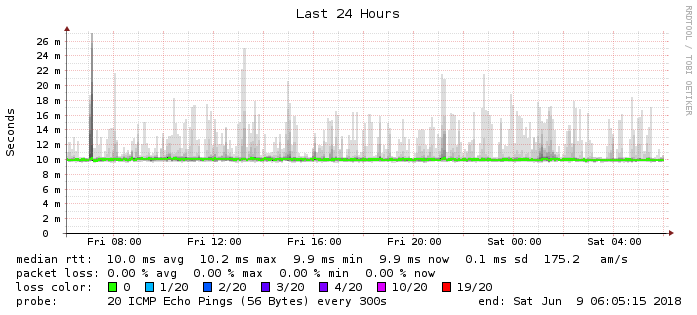 Last 24 Hours
RRDTOOL / TOBI OETIKER
Seconds
26 m
24 m
22 m
20 m
18 m
16 m
14 m
12 m
10 m
8 m
6 m
4 m
2 m
0
Fri 08:00 Fri 12:00 Fri 16:00 Fri 20:00 Sat 00:00 Sat 04:00
median rtt: 10.0 ms avg 10.2 ms max 9.9 ms min 9.9 ms now 0.1 ms sd 175.2 am/s
packet loss: 0.00 % avg 0.00 % max 0.00 % min 0.00 % now
loss color: 0 1/20 2/20 3/20 4/20 10/20 19/20
probe: 20 ICMP Echo Pings (56 Bytes) every 300s end: Sat Jun 9 06:05:15 2018